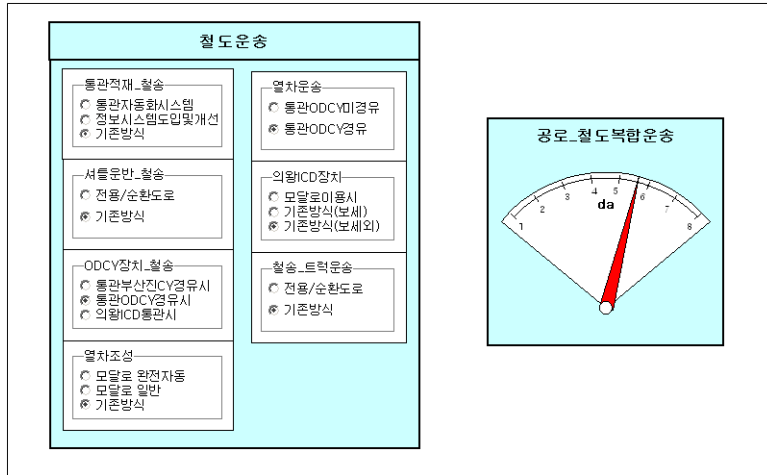 철도운송
통관적재_철송
통관자동화시스템
정보시스템도입및개선
기존방식
셔틀운반_철송
전용/순환도로
기존방식
ODCY장치_철송
통관부산진CY경유시
통관ODCY경유시
의왕ICD통관시
열차조성
모달로 완전자동
모달로 일반
기존방식
열차운송
통관ODCY미경유
통관ODCY경유
의왕ICD장치
모달로이용시
기존방식(보세)
기존방식(보세외)
철송_트럭운송
전용/순환도로
기존방식
공로_철도복합운송
1 2 3 4 5 6 7 8
da